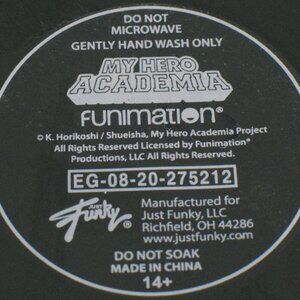 DO NOT
MICROWAVE
GENTLY HAND WASH ONLY
MY HERO
ACADEMIA
FUNIMATION®
© K. Horikoshi / Shueisha, My Hero Academia Project
All Rights Reserved Licensed by Funimation®
Productions, LLC All Rights Reserved.
EG-08-20-275212
JUST
Funky®
Manufactured for
Just Funky, LLC
Richfield, OH 44286
www.justfunky.com
DO NOT SOAK
MADE IN CHINA
14+